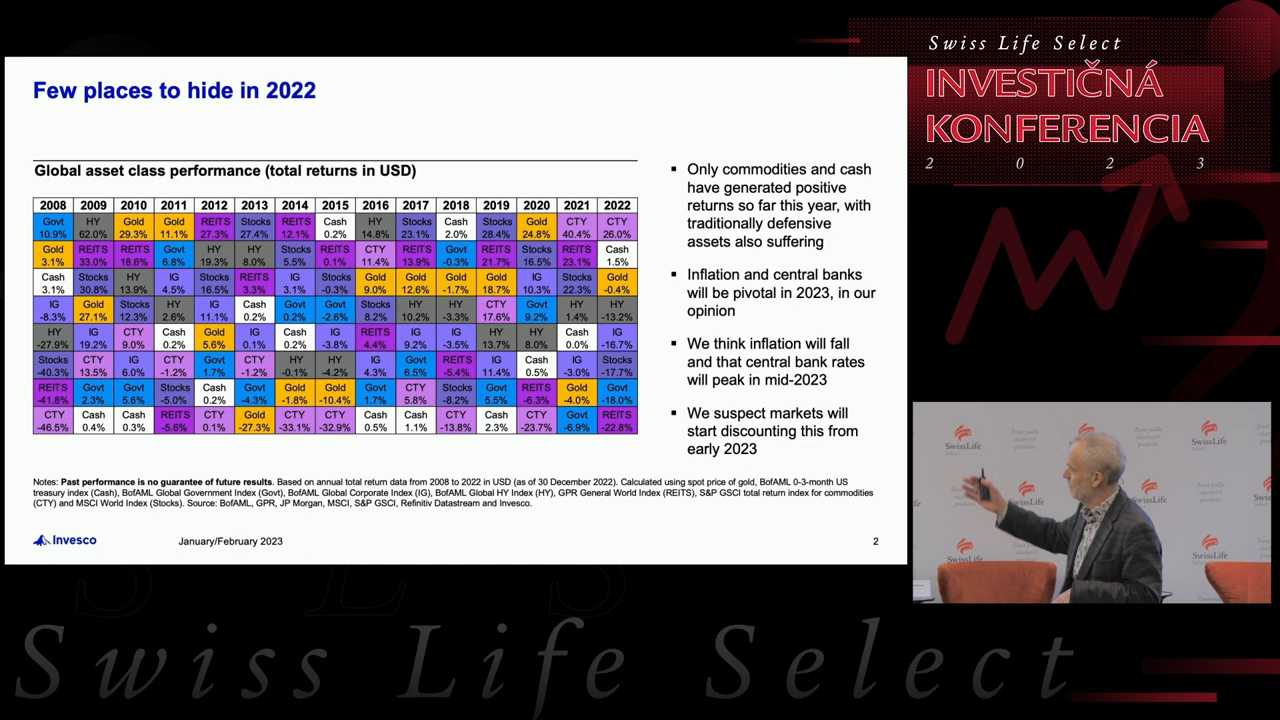 Swiss Life Select
INVESTIČNÁ
KONFERENCIA
2 0 2 3
Few places to hide in 2022
Global asset class performance (total returns in USD)
2008 2009 2010 2011 2012 2013 2014 2015 2016 2017 2018 2019 2020 2021 2022
Govt HY Gold Gold REITS Stocks REITS Cash HY Stocks Cash Stocks Gold CTY CTY
10.9% 62.0% 29.3% 11.1% 27.3% 27.4% 12.1% 0.2% 14.8% 23.1% 2.0% 28.4% 24.8% 40.4% 26.0%
Gold REITS REITS Govt HY HY Stocks REITS CTY REITS Govt REITS Stocks REITS Cash
3.1% 33.0% 18.6% 6.8% 19.3% 8.0% 5.5% 0.1% 11.4% 13.9% -0.3% 21.7% 16.5% 23.1% 1.5%
Cash Stocks HY IG Stocks REITS IG Stocks Gold Gold Gold Gold IG Stocks Gold
3.1% 30.8% 13.9% 4.5% 16.5% 3.3% 3.1% -0.3% 9.0% 12.6% -1.7% 18.7% 10.3% 22.3% -0.4%
IG Gold Stocks HY IG Cash Govt Govt Stocks HY HY CTY Govt HY HY
-8.3% 27.1% 12.3% 2.6% 11.1% 0.2% 0.2% -2.6% 8.2% 10.2% -3.3% 17.6% 9.2% 1.4% -13.2%
HY IG CTY Cash Gold IG Cash IG REITS IG IG HY HY Cash IG
-27.9% 19.2% 9.0% 0.2% 5.6% 0.1% 0.2% -3.8% 4.4% 9.2% -3.5% 13.7% 8.0% 0.0% -16.7%
Stocks CTY IG CTY Govt CTY HY HY IG Govt REITS IG Cash IG Stocks
-40.3% 13.5% 6.0% -1.2% 1.7% -1.2% -0.1% -4.2% 4.3% 6.5% -5.4% 11.4% 0.5% -3.0% -17.7%
REITS Govt Govt Stocks Cash Govt Gold Gold Govt CTY Stocks Govt REITS Gold Govt
-41.8% 2.3% 5.6% -5.0% 0.2% -4.3% -1.8% -10.4% 1.7% 5.8% -8.2% 5.5% -6.3% -4.0% -18.0%
CTY Cash Cash REITS CTY Gold CTY CTY Cash Cash CTY Cash CTY Govt REITS
-46.5% 0.4% 0.3% -5.6% 0.1% -27.3% -33.1% -32.9% 0.5% 1.1% -13.8% 2.3% -23.7% -6.9% -22.8%
▪ Only commodities and cash
have generated positive
returns so far this year, with
traditionally defensive
assets also suffering
▪ Inflation and central banks
will be pivotal in 2023, in our
opinion
▪ We think inflation will fall
and that central bank rates
will peak in mid-2023
▪ We suspect markets will
start discounting this from
early 2023
Notes: Past performance is no guarantee of future results. Based on annual total return data from 2008 to 2022 in USD (as of 30 December 2022). Calculated using spot price of gold, BofAML 0-3-month US
treasury index (Cash), BofAML Global Government Index (Govt), BofAML Global Corporate Index (IG), BofAML Global HY Index (HY), GPR General World Index (REITS), S&P GSCI total return index for commodities
(CTY) and MSCI World Index (Stocks). Source: BofAML, GPR, JP Morgan, MSCI, S&P GSCI, Refinitiv Datastream and Invesco.
Invesco
January/February 2023
2
SwissLife
Select
SwissLife
SwissLife
SwissLife
Swiss Life Select